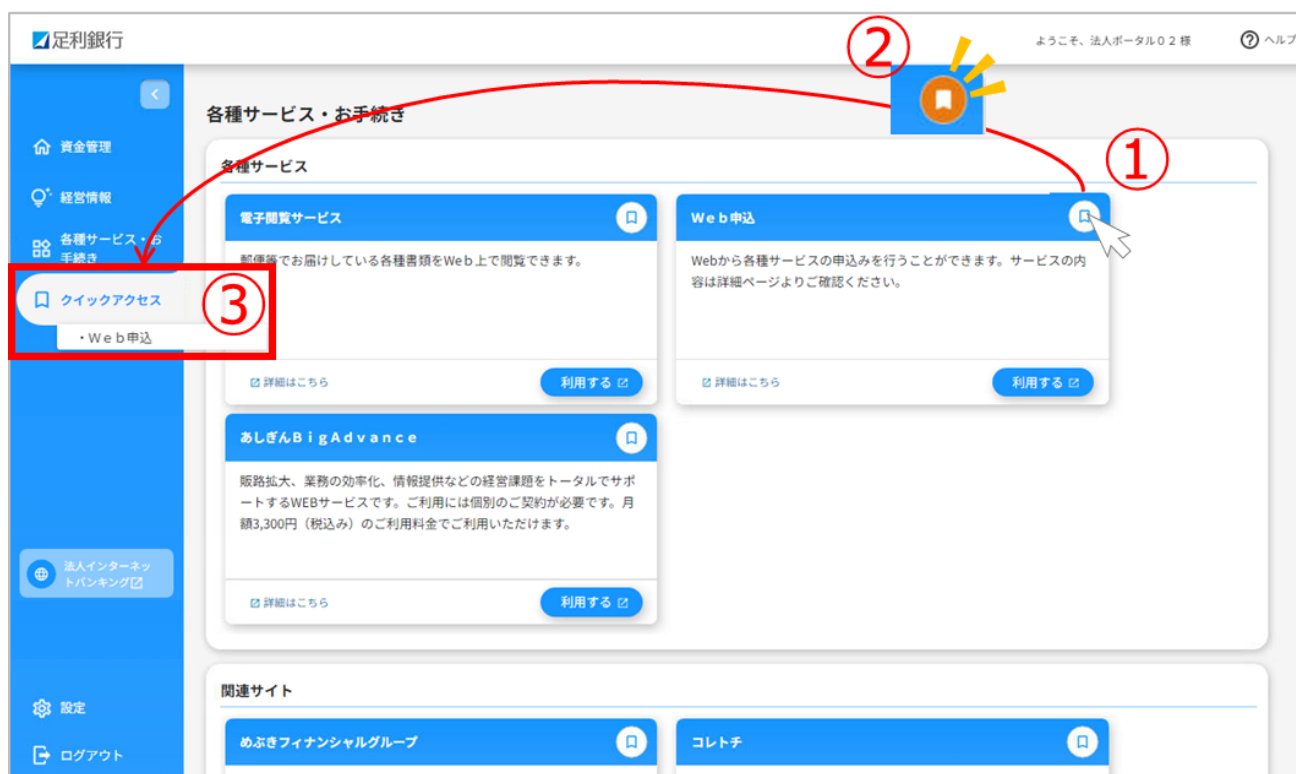 足利銀行
ようこそ、法人ポータル０２ 様
ヘルプ
②
①
各種サービス・お手続き
資金管理
経営情報
各種サービス・お
手続き
クイックアクセス
・Ｗｅｂ申込
③
法人インターネッ
トバンキング
設定
ログアウト
各種サービス
電子閲覧サービス
郵便等でお届けしている各種書類をWeb上で閲覧できます。
詳細はこちら
利用する
Ｗｅｂ申込
Webから各種サービスの申込みを行うことができます。サービスの内
容は詳細ページよりご確認ください。
詳細はこちら
利用する
あしぎんＢｉｇＡｄｖａｎｃｅ
販路拡大、業務の効率化、情報提供などの経営課題をトータルでサポ
ートするWEBサービスです。ご利用には個別のご契約が必要です。月
額3,300円（税込み）のご利用料金でご利用いただけます。
詳細はこちら
利用する
関連サイト
めぶきフィナンシャルグループ
コレトチ